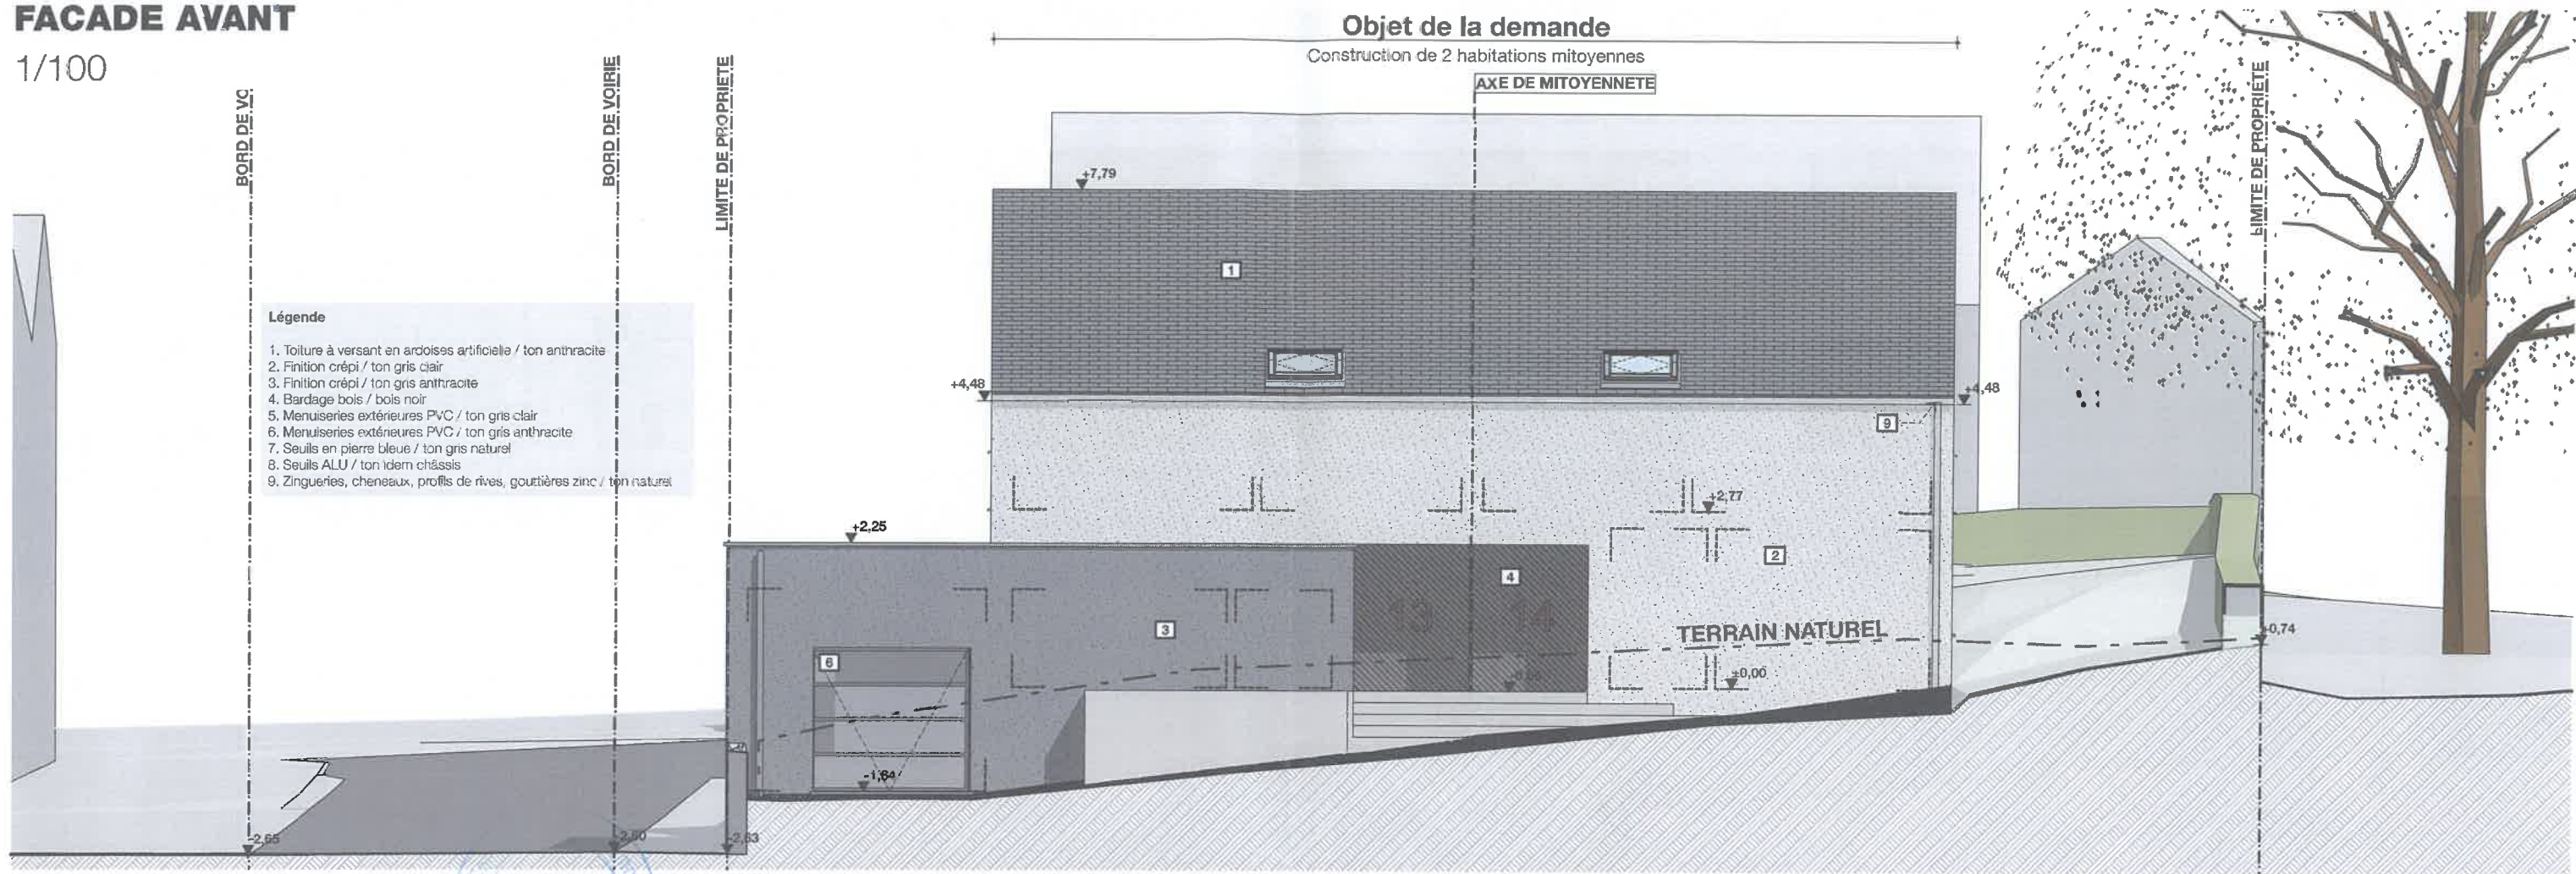 FACADE AVANT
1/100
Objet de la demande
Construction de 2 habitations mitoyennes
AXE DE MITOYENNETE
BORD DE VO
BORD DE VOIRIE
LIMITE DE PROPRIETE
LIMITE DE PROPRIÉTÉ
+7,79
1
Légende
1. Toiture à versant en ardoises artificielle / ton anthracite
2. Finition crépi / ton gris clair
3. Finition crépi / ton gris anthracite
4. Bardage bois / bois noir
5. Menuiseries extérieures PVC / ton gris clair
6. Menuiseries extérieures PVC / ton gris anthracite
7. Seuils en pierre bleue / ton gris naturel
8. Seuils ALU / ton idem châssis
9. Zingueries, cheneaux, profils de rives, gouttières zinc / ton naturel
+4,48
+4,48
9
+2,77
+2,25
2
4
13 14
3
TERRAIN NATUREL
+0,74
6
±0,00
-1,64
-2,65
-2,60
-2,63